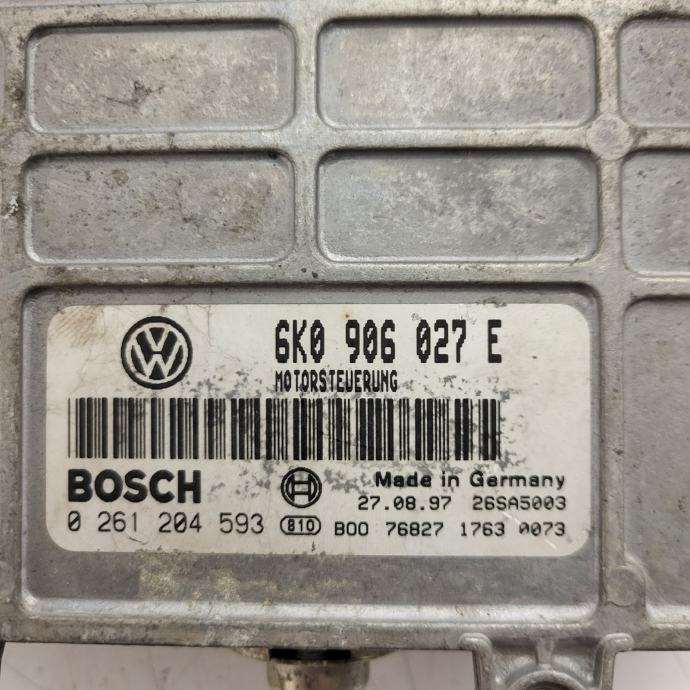 6K0 906 027 E
MOTORSTEUERUNG
BOSCH
Made in Germany
27.08.97 26SA5003
0 261 204 593 810 B00 76827 1763 0073